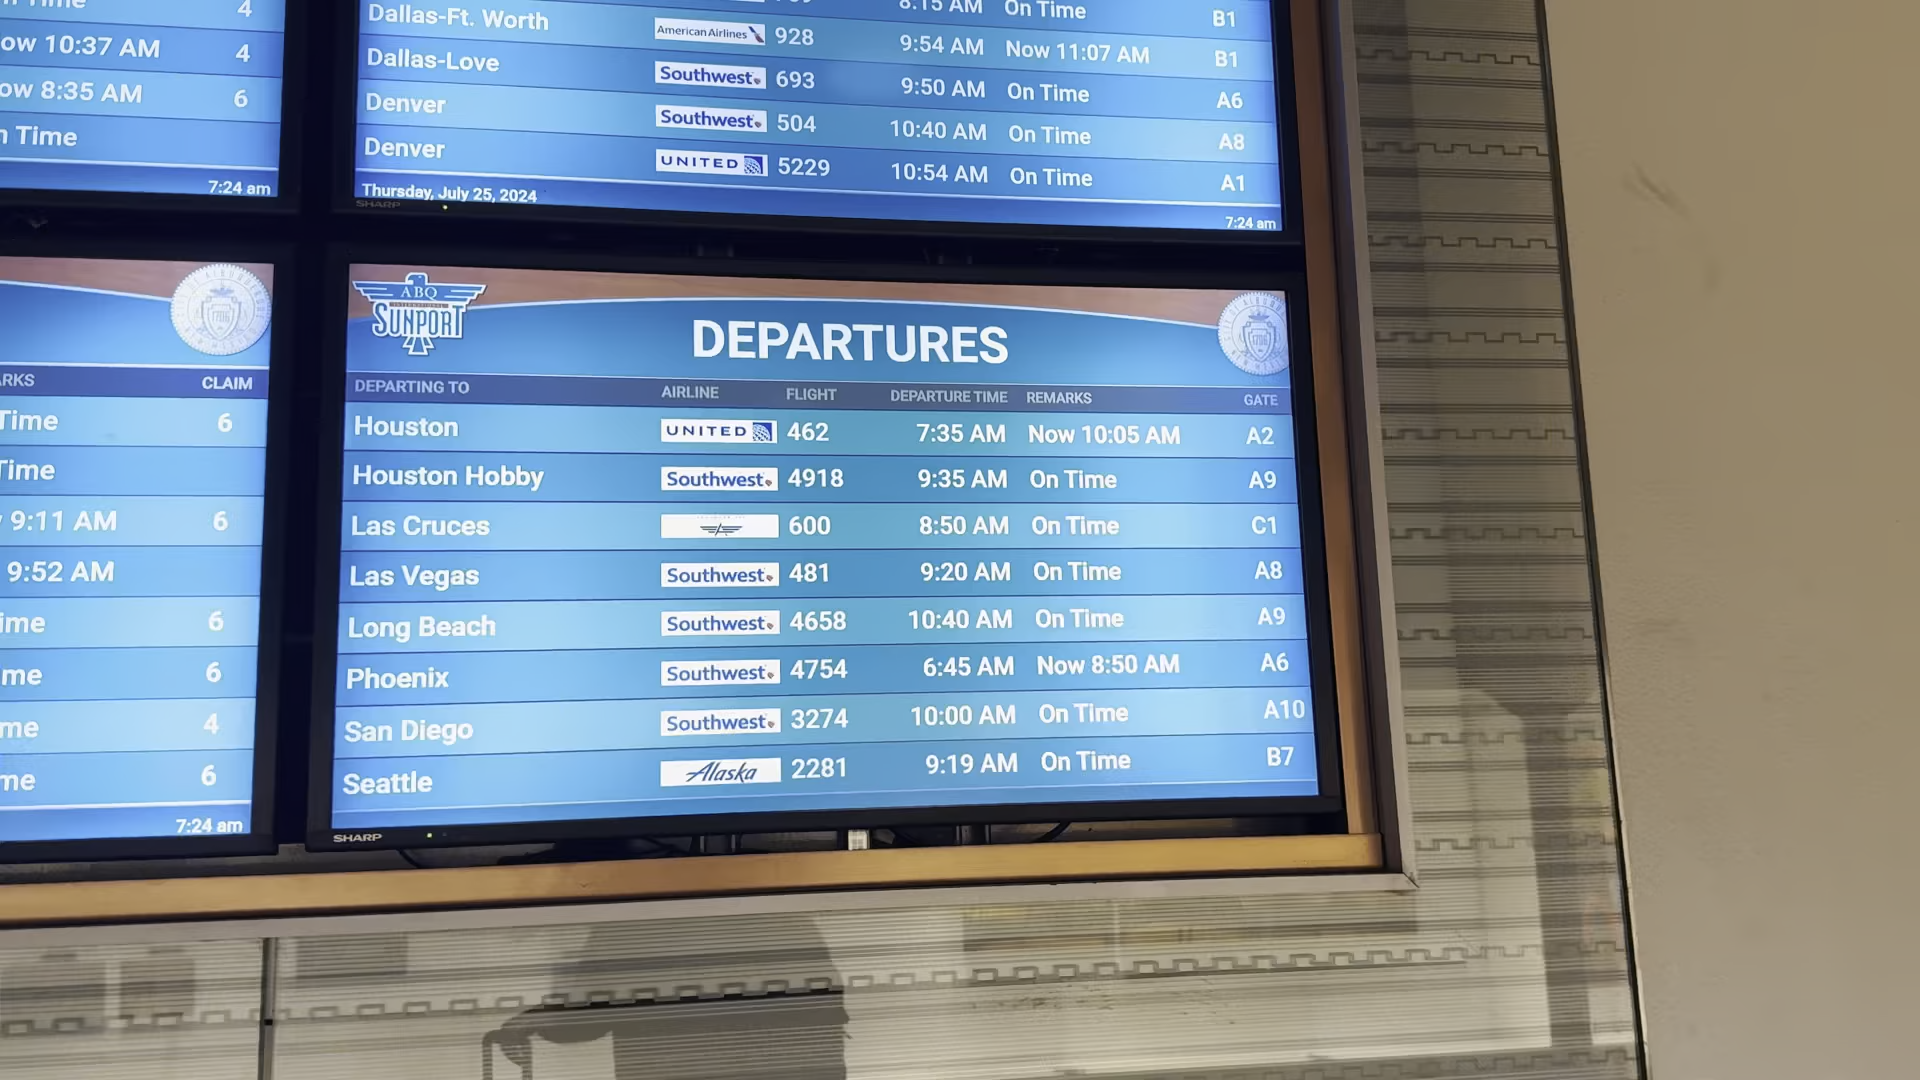 4
ow 10:37 AM 4
ow 8:35 AM 6
n Time
7:24 am
8:15 AM On Time B1
Dallas-Ft. Worth American Airlines 928 9:54 AM Now 11:07 AM B1
Dallas-Love Southwest 693 9:50 AM On Time A6
Denver Southwest 504 10:40 AM On Time A8
Denver UNITED 5229 10:54 AM On Time A1
Thursday, July 25, 2024 7:24 am
SHARP
RKS CLAIM
Time 6
Time
9:11 AM 6
9:52 AM
ime 6
me 6
me 4
me 6
7:24 am
ABQ
SUNPORT
DEPARTURES
1706
DEPARTING TO AIRLINE FLIGHT DEPARTURE TIME REMARKS GATE
Houston UNITED 462 7:35 AM Now 10:05 AM A2
Houston Hobby Southwest 4918 9:35 AM On Time A9
Las Cruces 600 8:50 AM On Time C1
Las Vegas Southwest 481 9:20 AM On Time A8
Long Beach Southwest 4658 10:40 AM On Time A9
Phoenix Southwest 4754 6:45 AM Now 8:50 AM A6
San Diego Southwest 3274 10:00 AM On Time A10
Seattle Alaska 2281 9:19 AM On Time B7
SHARP